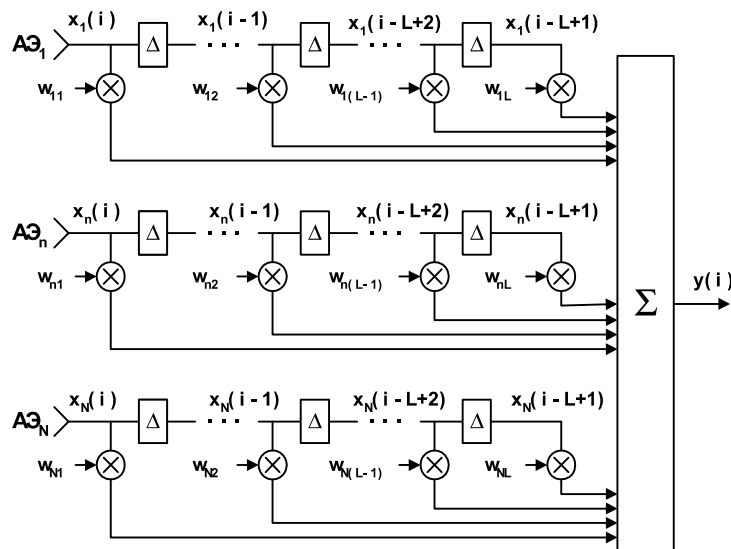 x₁(i) x₁(i-1) x₁(i-L+2) x₁(i-L+1)
АЭ₁ Δ ... Δ ... Δ
w₁₁ w₁₂ w₁₍L₋₁₎ w₁L
xₙ(i) xₙ(i-1) xₙ(i-L+2) xₙ(i-L+1)
АЭₙ Δ ... Δ ... Δ
wₙ₁ wₙ₂ wₙ₍L₋₁₎ wₙL
Σ
y(i)
x_N(i) x_N(i-1) x_N(i-L+2) x_N(i-L+1)
АЭ_N Δ ... Δ ... Δ
w_N1 w_N2 w_N(L-1) w_NL